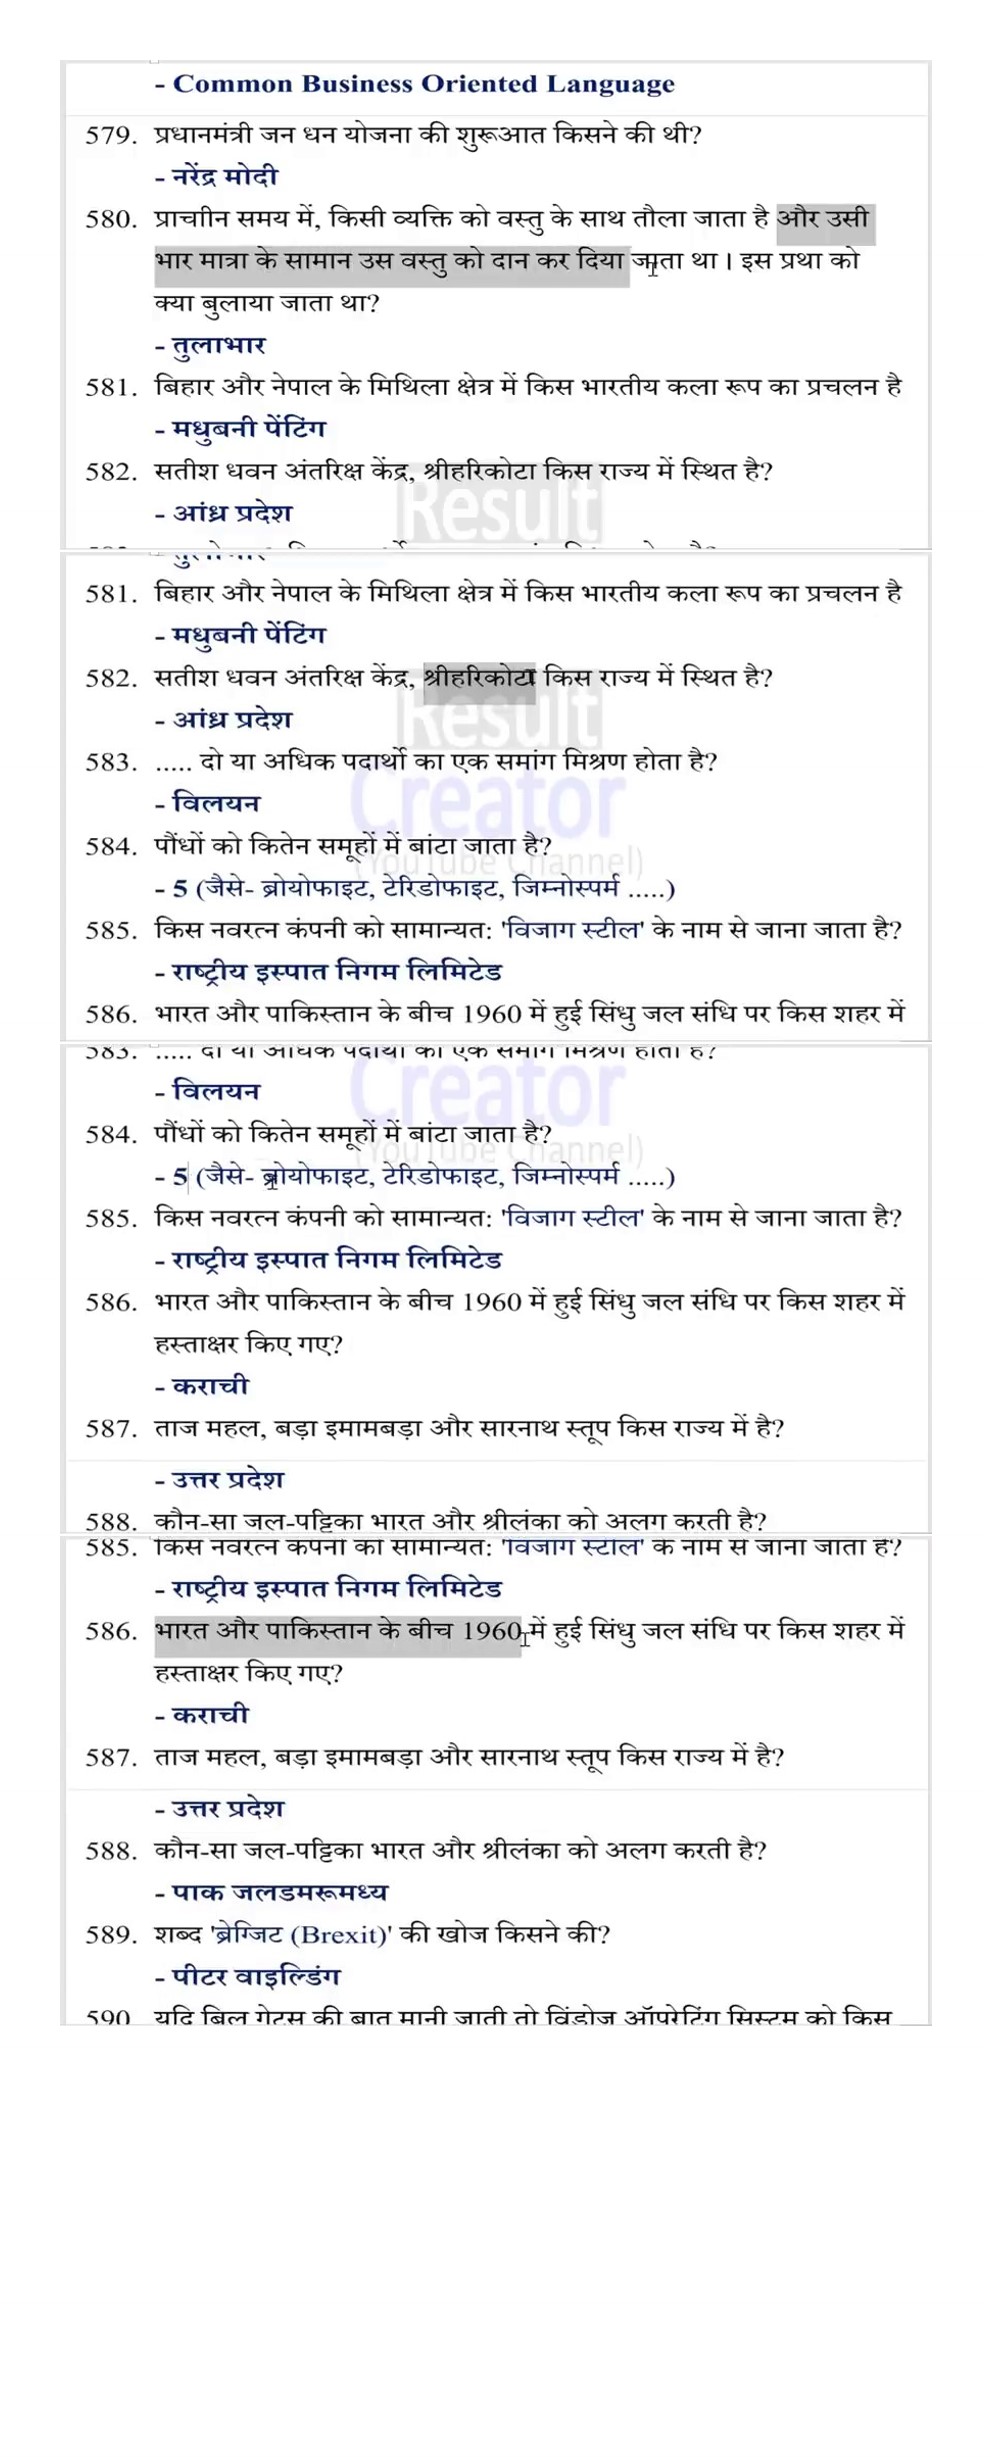 - Common Business Oriented Language
579. प्रधानमंत्री जन धन योजना की शुरूआत किसने की थी?
- नरेंद्र मोदी
580. प्राचाीन समय में, किसी व्यक्ति को वस्तु के साथ तौला जाता है और उसी
भार मात्रा के सामान उस वस्तु को दान कर दिया जाता था। इस प्रथा को
क्या बुलाया जाता था?
- तुलाभार
581. बिहार और नेपाल के मिथिला क्षेत्र में किस भारतीय कला रूप का प्रचलन है
- मधुबनी पेंटिंग
582. सतीश धवन अंतरिक्ष केंद्र, श्रीहरिकोटा किस राज्य में स्थित है?
Result
- आंध्र प्रदेश
581. बिहार और नेपाल के मिथिला क्षेत्र में किस भारतीय कला रूप का प्रचलन है
- मधुबनी पेंटिंग
582. सतीश धवन अंतरिक्ष केंद्र, श्रीहरिकोटा किस राज्य में स्थित है?
Result
- आंध्र प्रदेश
583. ..... दो या अधिक पदार्थो का एक समांग मिश्रण होता है?
Creator
- विलयन
584. पौंधों को कितेन समूहों में बांटा जाता है?
(YouTube Channel)
- 5 (जैसे- ब्रोयोफाइट, टेरिडोफाइट, जिम्नोस्पर्म .....)
585. किस नवरत्न कंपनी को सामान्यत: 'विजाग स्टील' के नाम से जाना जाता है?
- राष्ट्रीय इस्पात निगम लिमिटेड
586. भारत और पाकिस्तान के बीच 1960 में हुई सिंधु जल संधि पर किस शहर में
583. ..... दो या अधिक पदार्थो का एक समांग मिश्रण होता है?
Creator
- विलयन
584. पौंधों को कितेन समूहों में बांटा जाता है?
(YouTube Channel)
- 5 (जैसे- ब्रोयोफाइट, टेरिडोफाइट, जिम्नोस्पर्म .....)
585. किस नवरत्न कंपनी को सामान्यत: 'विजाग स्टील' के नाम से जाना जाता है?
- राष्ट्रीय इस्पात निगम लिमिटेड
586. भारत और पाकिस्तान के बीच 1960 में हुई सिंधु जल संधि पर किस शहर में
हस्ताक्षर किए गए?
- कराची
587. ताज महल, बड़ा इमामबड़ा और सारनाथ स्तूप किस राज्य में है?
- उत्तर प्रदेश
588. कौन-सा जल-पट्टिका भारत और श्रीलंका को अलग करती है?
585. किस नवरत्न कंपनी को सामान्यत: 'विजाग स्टील' के नाम से जाना जाता है?
- राष्ट्रीय इस्पात निगम लिमिटेड
586. भारत और पाकिस्तान के बीच 1960 में हुई सिंधु जल संधि पर किस शहर में
हस्ताक्षर किए गए?
- कराची
587. ताज महल, बड़ा इमामबड़ा और सारनाथ स्तूप किस राज्य में है?
- उत्तर प्रदेश
588. कौन-सा जल-पट्टिका भारत और श्रीलंका को अलग करती है?
- पाक जलडमरूमध्य
589. शब्द 'ब्रेग्जिट (Brexit)' की खोज किसने की?
- पीटर वाइल्डिंग
590 यदि बिल गेट्स की बात मानी जाती तो विंडोज ऑपरेटिंग सिस्टम को किस